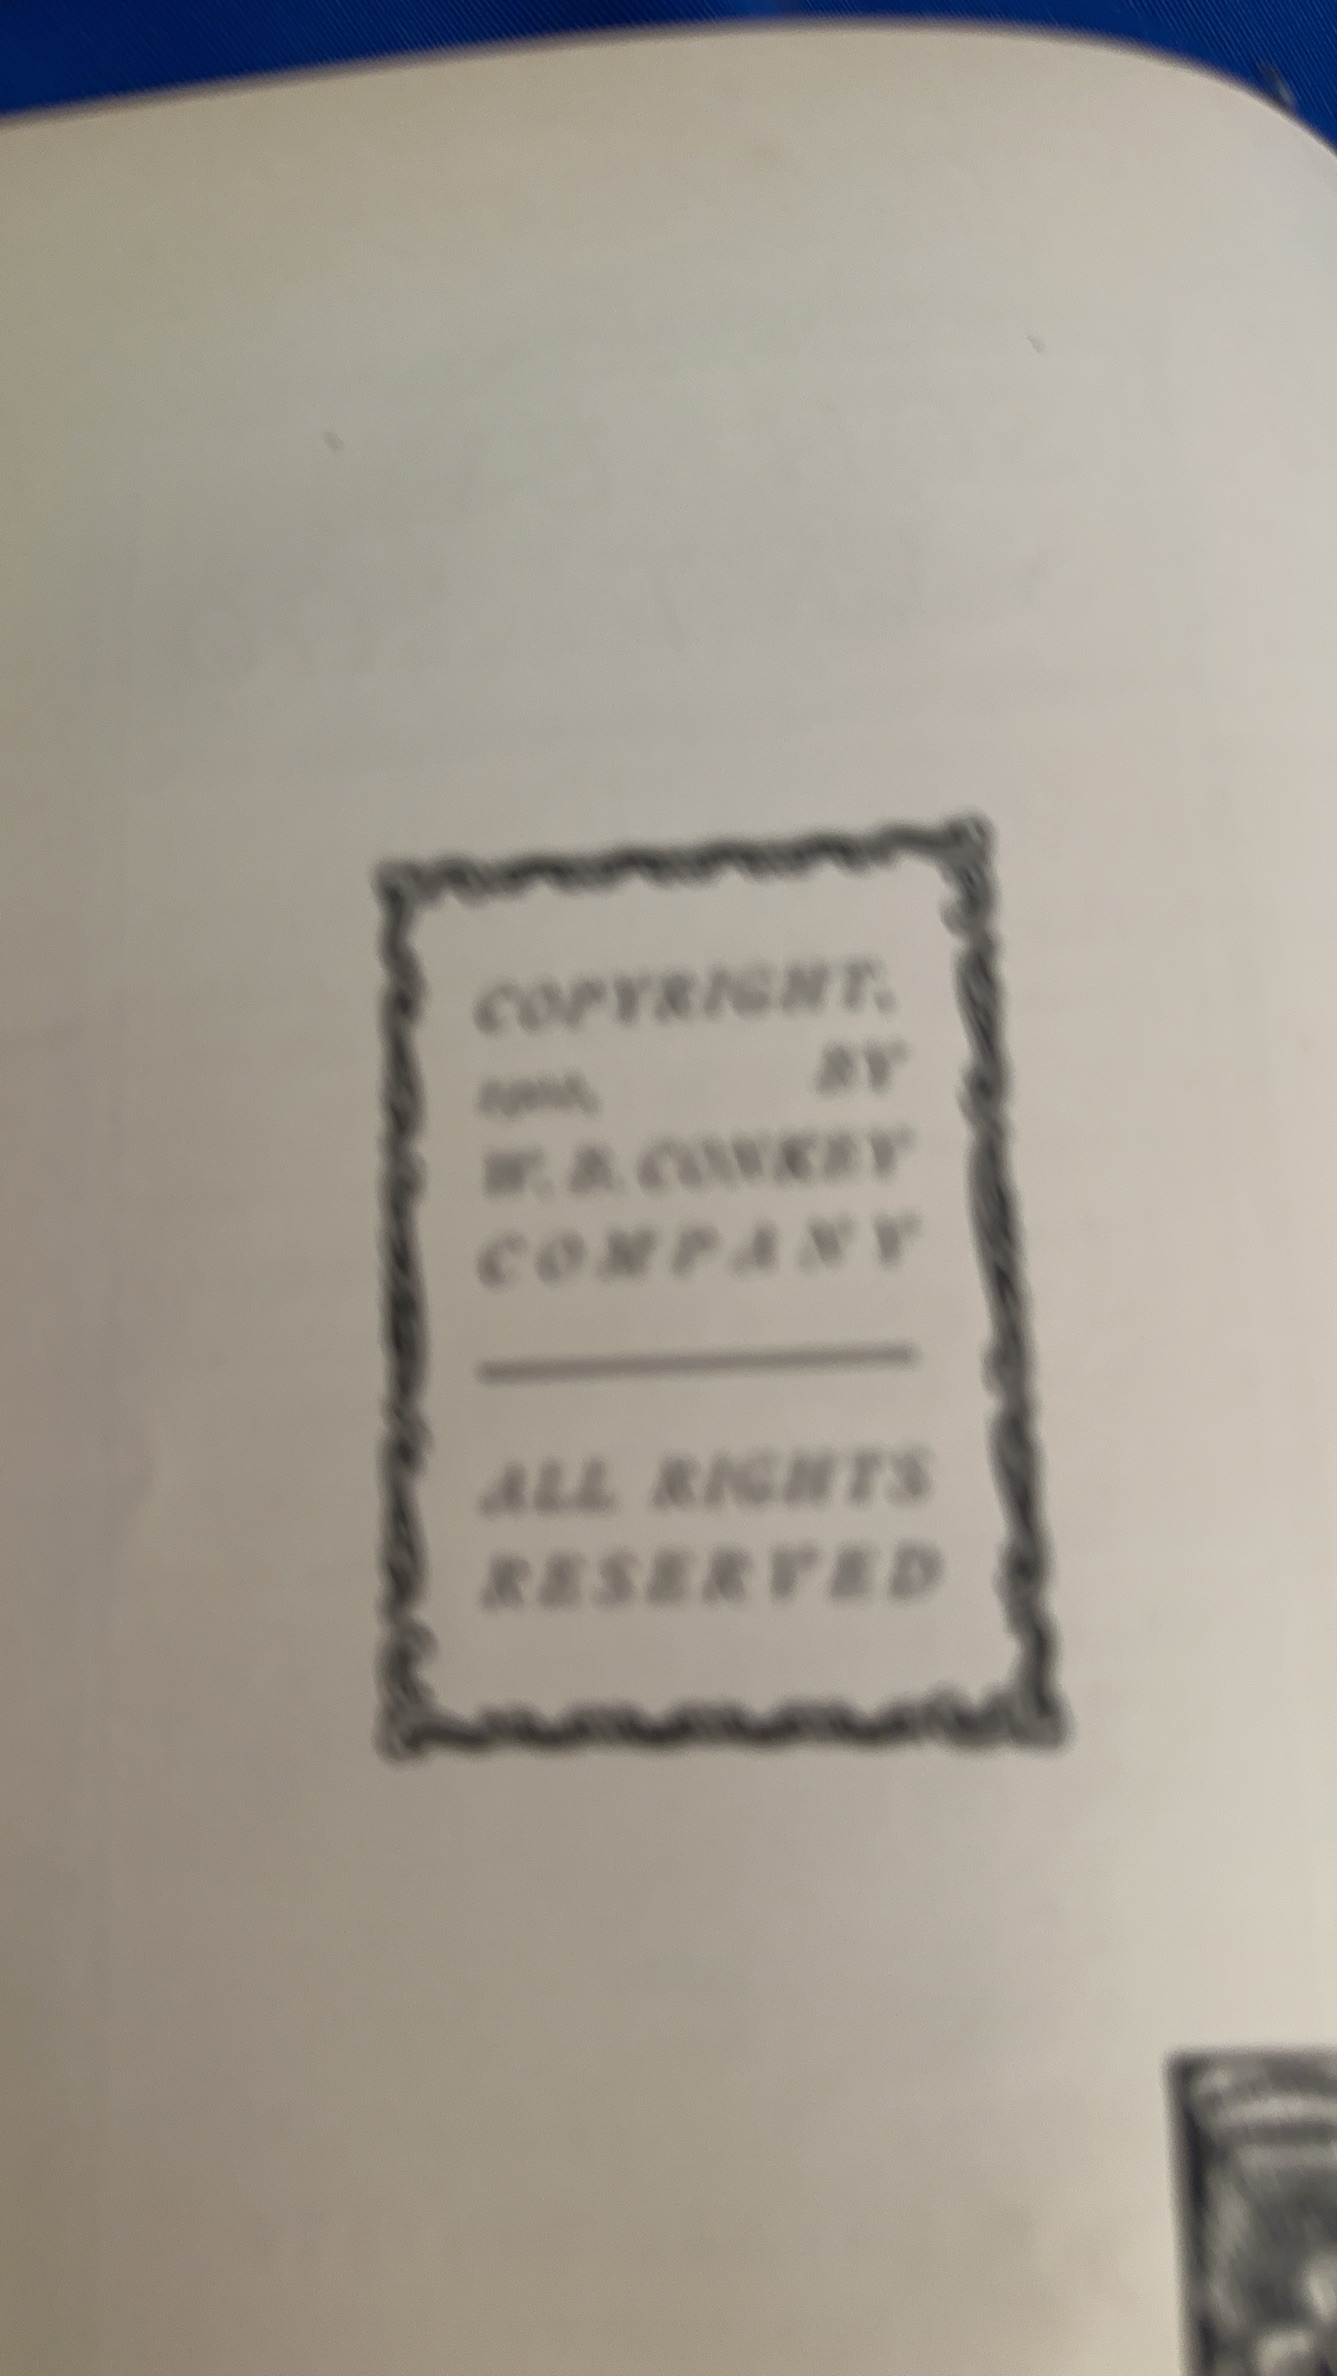 COPYRIGHT,
BY
W. B. CONKEY
COMPANY
ALL RIGHTS
RESERVED